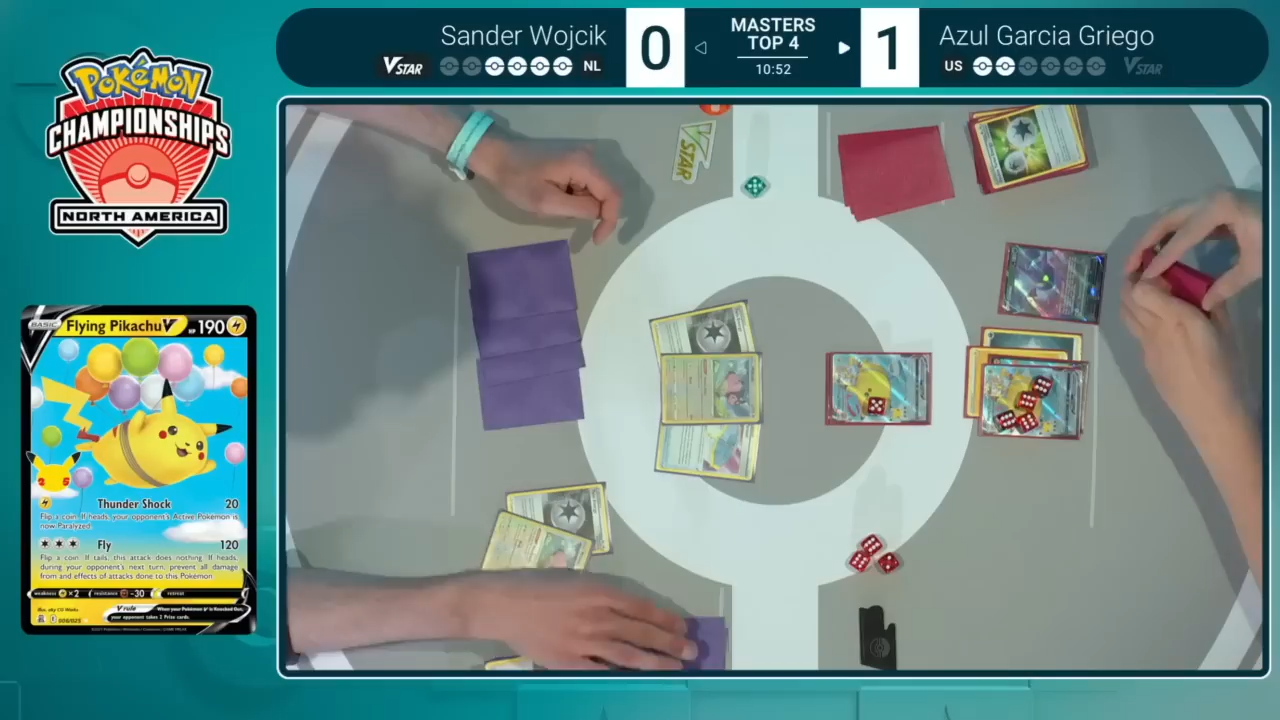 Sander Wojcik
0
MASTERS
TOP 4
10:52
1
Azul Garcia Griego
VSTAR
NL
US
VSTAR
Pokémon
CHAMPIONSHIPS
NORTH AMERICA
VSTAR
BASIC
Flying Pikachu V
HP 190
Thunder Shock 20
Flip a coin. If heads, your opponent's Active Pokémon is
now Paralyzed.
Fly 120
Flip a coin. If tails, this attack does nothing. If heads,
during your opponent's next turn, prevent all damage
from and effects of attacks done to this Pokémon.
weakness ×2 resistance -30 retreat
V rule When your Pokémon V is Knocked Out,
your opponent takes 2 Prize cards.
006/025